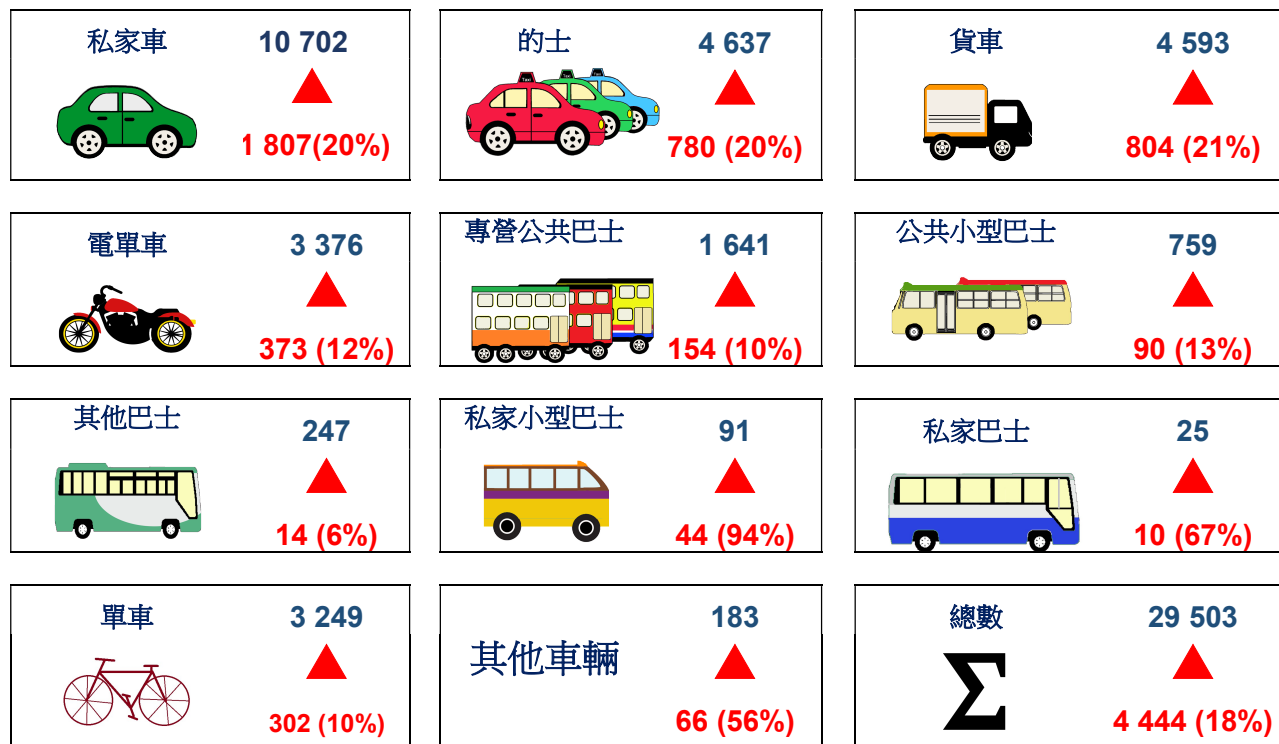 私家車 10 702
1 807(20%)
的士 4 637
780 (20%)
貨車 4 593
804 (21%)
電單車 3 376
373 (12%)
專營公共巴士 1 641
154 (10%)
公共小型巴士 759
90 (13%)
其他巴士 247
14 (6%)
私家小型巴士 91
44 (94%)
私家巴士 25
10 (67%)
單車 3 249
302 (10%)
其他車輛 183
66 (56%)
總數 29 503
Σ
4 444 (18%)